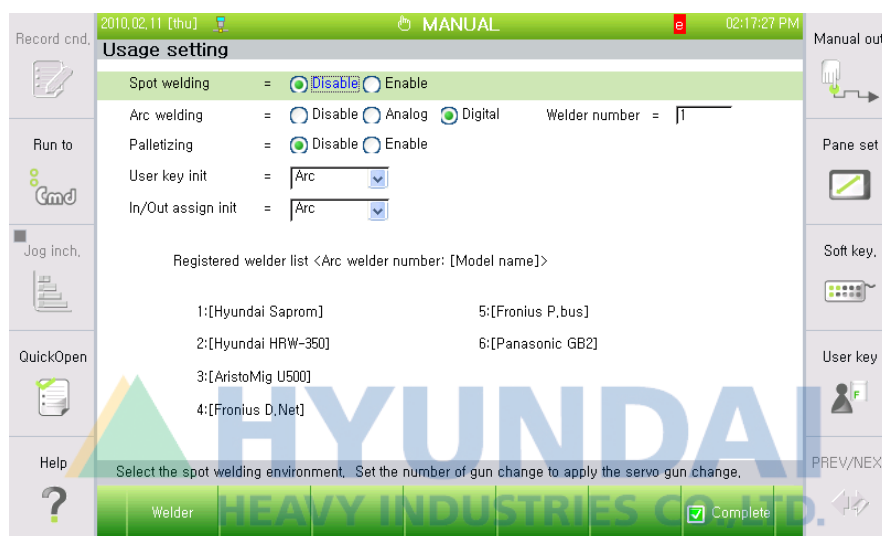 2010,02,11 [thu] MANUAL e 02:17:27 PM
Usage setting
Record cnd,
Run to
Cmd
Jog inch,
QuickOpen
Help
?
Spot welding = Disable Enable
Arc welding = Disable Analog Digital Welder number = 1
Palletizing = Disable Enable
User key init = Arc
In/Out assign init = Arc
Registered welder list <Arc welder number: [Model name]>
1:[Hyundai Saprom] 5:[Fronius P,bus]
2:[Hyundai HRW-350] 6:[Panasonic GB2]
3:[AristoMig U500]
4:[Fronius D,Net]
Select the spot welding environment, Set the number of gun change to apply the servo gun change,
Welder Complete
Manual out
Pane set
Soft key,
User key
F
PREV/NEX
HYUNDAI
HEAVY INDUSTRIES CO.,LTD.